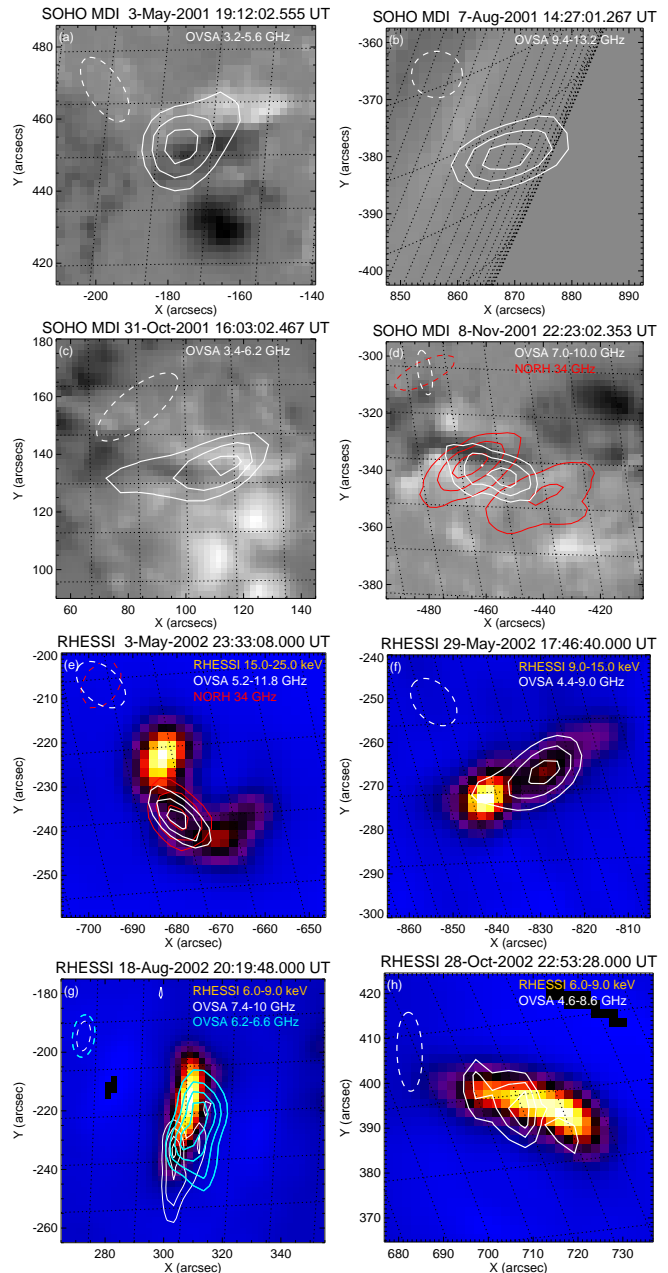 SOHO MDI 3-May-2001 19:12:02.555 UT
(a) OVSA 3.2-5.6 GHz
480
460
440
420
Y (arcsecs)
-200 -180 -160 -140
X (arcsecs)
SOHO MDI 7-Aug-2001 14:27:01.267 UT
(b) OVSA 9.4-13.2 GHz
-360
-370
-380
-390
-400
Y (arcsecs)
850 860 870 880 890
X (arcsecs)
SOHO MDI 31-Oct-2001 16:03:02.467 UT
(c) OVSA 3.4-6.2 GHz
180
160
140
120
100
Y (arcsecs)
60 80 100 120 140
X (arcsecs)
SOHO MDI 8-Nov-2001 22:23:02.353 UT
(d) OVSA 7.0-10.0 GHz
NORH 34 GHz
-300
-320
-340
-360
-380
Y (arcsecs)
-480 -460 -440 -420
X (arcsecs)
RHESSI 3-May-2002 23:33:08.000 UT
(e) RHESSI 15.0-25.0 keV
OVSA 5.2-11.8 GHz
NORH 34 GHz
-200
-210
-220
-230
-240
-250
Y (arcsec)
-700 -690 -680 -670 -660 -650
X (arcsec)
RHESSI 29-May-2002 17:46:40.000 UT
(f) RHESSI 9.0-15.0 keV
OVSA 4.4-9.0 GHz
-240
-250
-260
-270
-280
-290
-300
Y (arcsec)
-860 -850 -840 -830 -820 -810
X (arcsec)
RHESSI 18-Aug-2002 20:19:48.000 UT
(g) RHESSI 6.0-9.0 keV
OVSA 7.4-10 GHz
OVSA 6.2-6.6 GHz
-180
-200
-220
-240
-260
Y (arcsec)
280 300 320 340
X (arcsec)
RHESSI 28-Oct-2002 22:53:28.000 UT
(h) RHESSI 6.0-9.0 keV
OVSA 4.6-8.6 GHz
420
410
400
390
380
370
Y (arcsec)
680 690 700 710 720 730
X (arcsec)